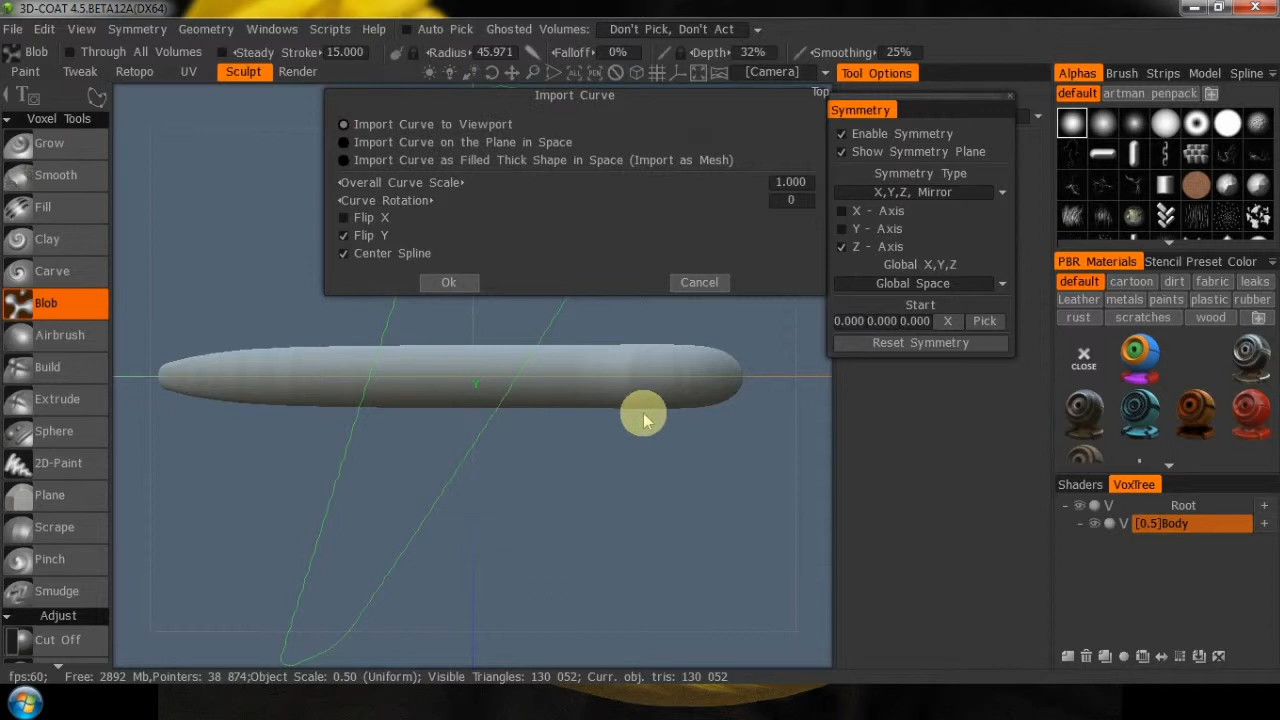 3D-COAT 4.5.BETA12A(DX64)
File Edit View Symmetry Geometry Windows Scripts Help Auto Pick Ghosted Volumes: Don't Pick, Don't Act
Blob Through All Volumes Steady Stroke 15.000 Radius 45.971 Falloff 0% Depth 32% Smoothing 25%
Paint Tweak Retopo UV Sculpt Render [Camera] Tool Options
Alphas Brush Strips Model Spline
default artman penpack
Voxel Tools
Grow
Smooth
Fill
Clay
Carve
Blob
Airbrush
Build
Extrude
Sphere
2D-Paint
Plane
Scrape
Pinch
Smudge
Adjust
Cut Off
Import Curve
Top
Import Curve to Viewport
Import Curve on the Plane in Space
Import Curve as Filled Thick Shape in Space (Import as Mesh)
Overall Curve Scale 1.000
Curve Rotation 0
Flip X
Flip Y
Center Spline
Ok Cancel
Y
Symmetry
Enable Symmetry
Show Symmetry Plane
Symmetry Type
X,Y,Z, Mirror
X - Axis
Y - Axis
Z - Axis
Global X,Y,Z
Global Space
Start
0.000 0.000 0.000 X Pick
Reset Symmetry
PBR Materials Stencil Preset Color
default cartoon dirt fabric leaks
Leather metals paints plastic rubber
rust scratches wood
CLOSE
Shaders VoxTree
V Root
V [0.5]Body
fps:60; Free: 2892 Mb,Pointers: 38 874;Object Scale: 0.50 (Uniform); Visible Triangles: 130 052; Curr. obj. tris: 130 052